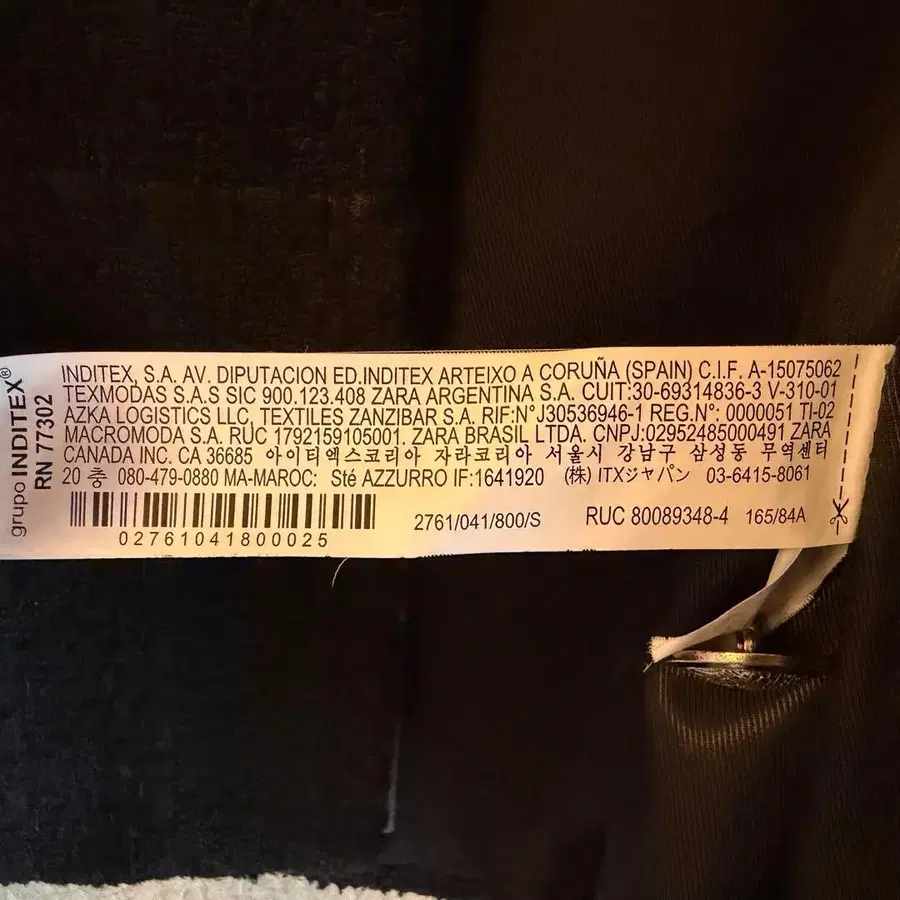 grupo INDITEX®
RN 77302
INDITEX, S.A. AV. DIPUTACION ED.INDITEX ARTEIXO A CORUÑA (SPAIN) C.I.F. A-15075062
TEXMODAS S.A.S SIC 900.123.408 ZARA ARGENTINA S.A. CUIT:30-69314836-3 V-310-01
AZKA LOGISTICS LLC, TEXTILES ZANZIBAR S.A. RIF:N°J30536946-1 REG.N°: 0000051 TI-02
MACROMODA S.A. RUC 1792159105001. ZARA BRASIL LTDA. CNPJ:02952485000491 ZARA
CANADA INC. CA 36685 아이티엑스코리아 자라코리아 서울시 강남구 삼성동 무역센터
20 층 080-479-0880 MA-MAROC: Sté AZZURRO IF:1641920 (株) ITXジャパン 03-6415-8061
2761/041/800/S RUC 80089348-4 165/84A
02761041800025